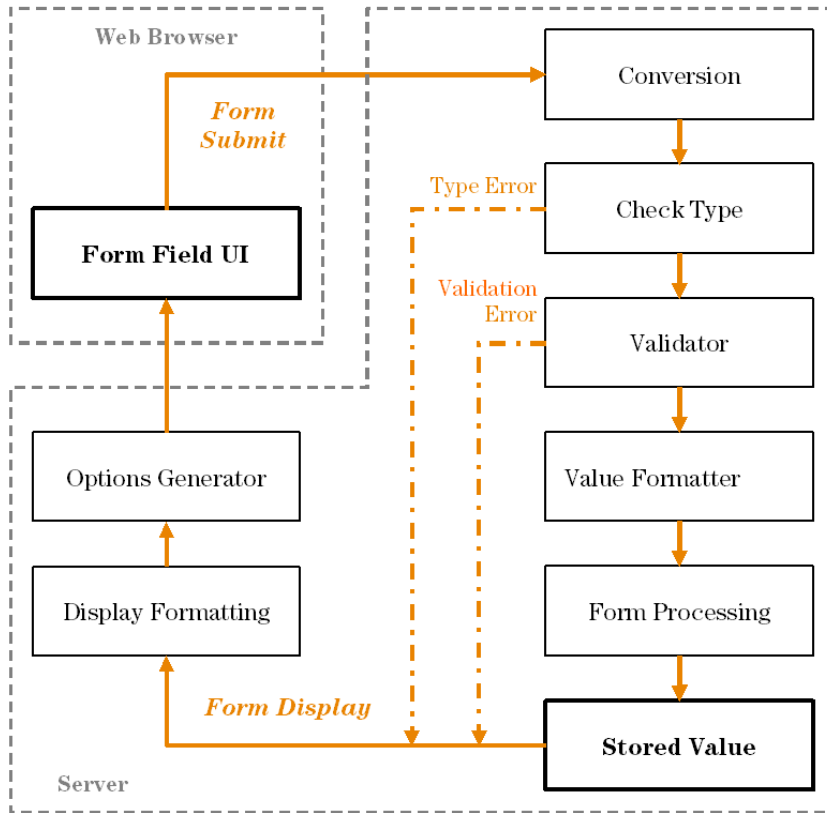 Web Browser
Conversion
Form
Submit
Type Error
Check Type
Form Field UI
Validation
Error
Validator
Options Generator
Value Formatter
Display Formatting
Form Processing
Form Display
Stored Value
Server